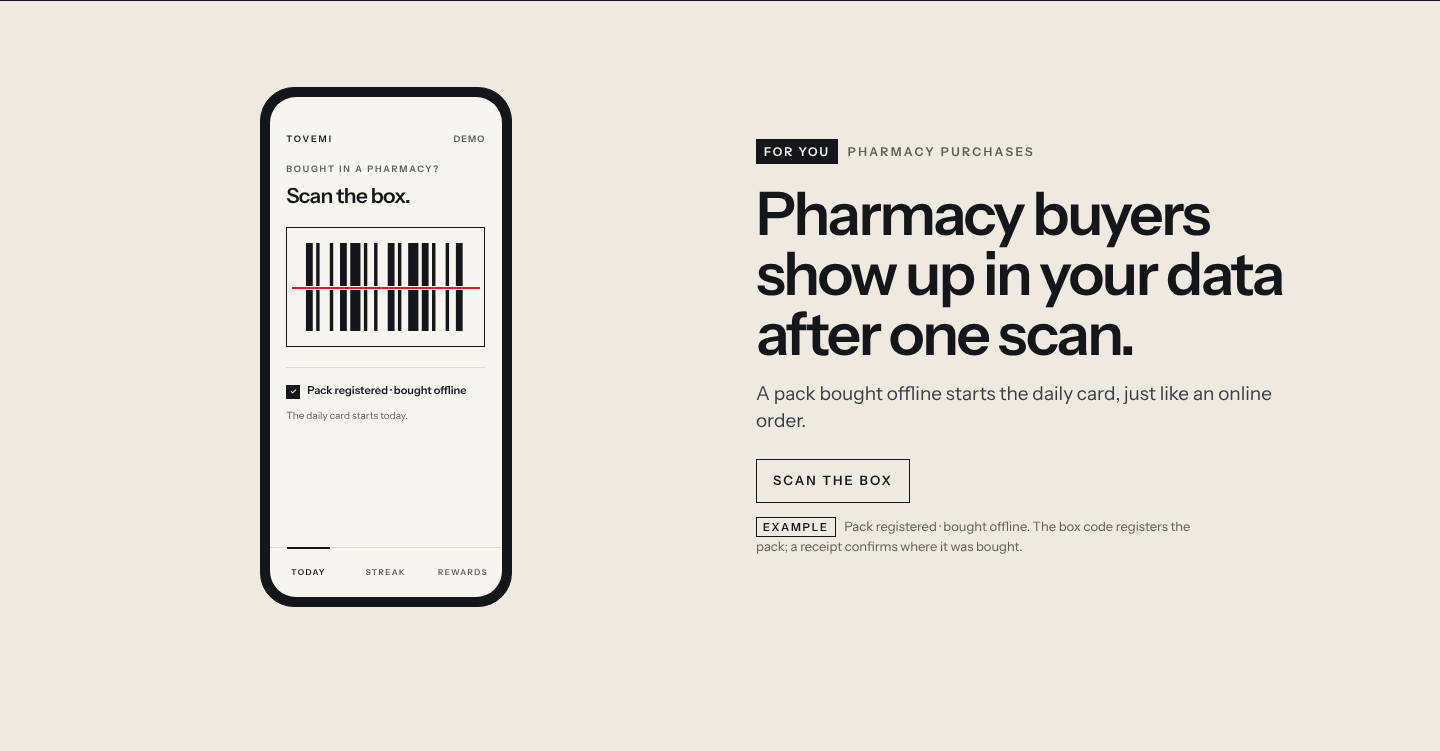 TOVEMI DEMO
BOUGHT IN A PHARMACY?
Scan the box.
Pack registered · bought offline
The daily card starts today.
TODAY STREAK REWARDS
FOR YOU PHARMACY PURCHASES
Pharmacy buyers
show up in your data
after one scan.
A pack bought offline starts the daily card, just like an online
order.
SCAN THE BOX
EXAMPLE Pack registered · bought offline. The box code registers the
pack; a receipt confirms where it was bought.